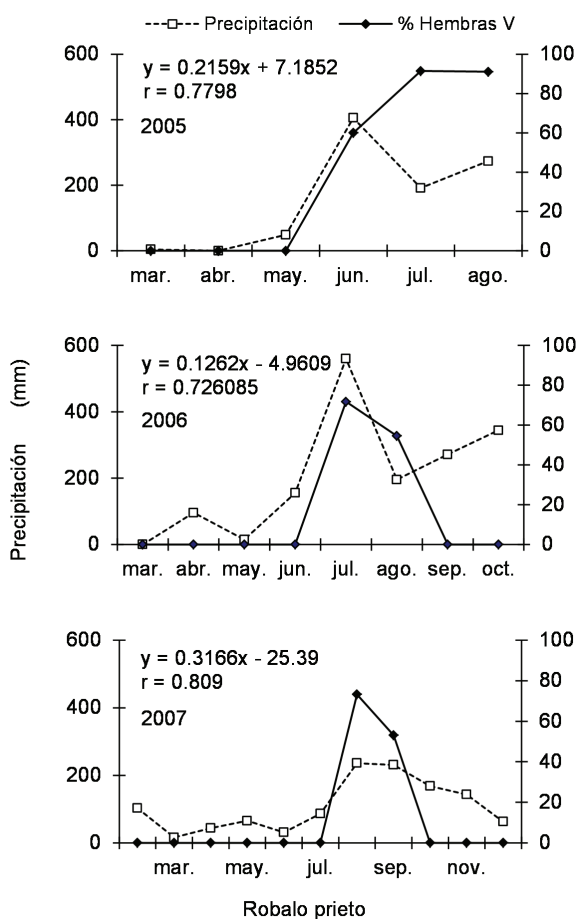 Precipitación % Hembras V
600 100
y = 0.2159x + 7.1852
r = 0.7798
2005
80
400
60
40
200
20
0 0
mar. abr. may. jun. jul. ago.
600 100
y = 0.1262x - 4.9609
r = 0.726085
2006
80
400
60
40
200
20
0 0
mar. abr. may. jun. jul. ago. sep. oct.
Precipitación (mm)
600 100
y = 0.3166x - 25.39
r = 0.809
2007
80
400
60
40
200
20
0 0
mar. may. jul. sep. nov.
Robalo prieto